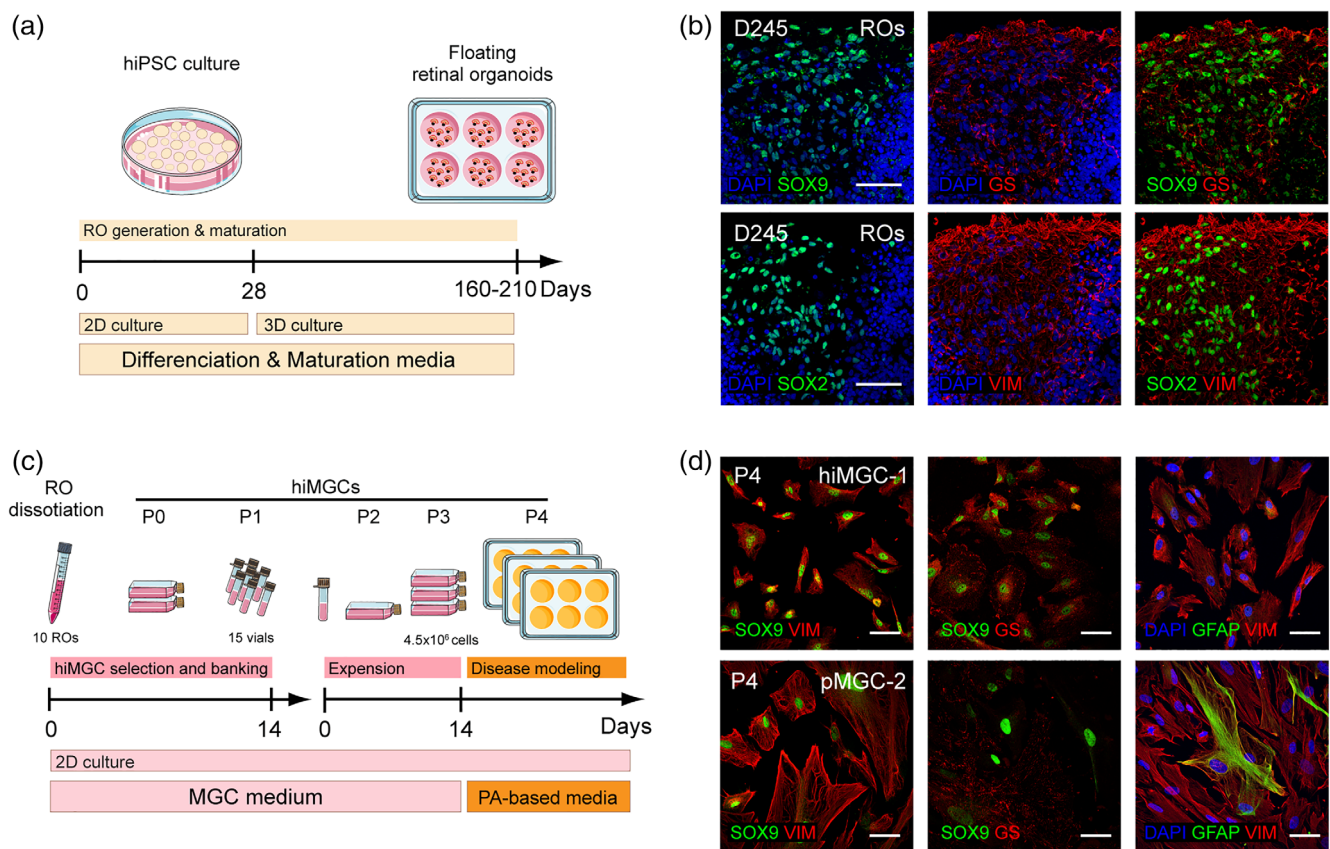 (a)
hiPSC culture
Floating
retinal organoids
RO generation & maturation
0
28
160-210 Days
2D culture
3D culture
Differenciation & Maturation media
(b)
D245 ROs
DAPI SOX9
DAPI GS
SOX9 GS
D245 ROs
DAPI SOX2
DAPI VIM
SOX2 VIM
(c)
RO
dissotiation
hiMGCs
P0
P1
P2
P3
P4
10 ROs
15 vials
4.5x10⁶ cells
hiMGC selection and banking
Expension
Disease modeling
0
14
0
14
Days
2D culture
MGC medium
PA-based media
(d)
P4 hiMGC-1
SOX9 VIM
SOX9 GS
DAPI GFAP VIM
P4 pMGC-2
SOX9 VIM
SOX9 GS
DAPI GFAP VIM